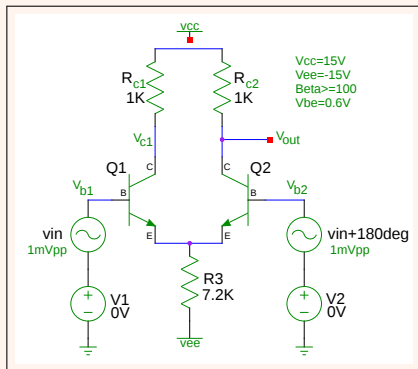 vcc
Rc1
1K
Rc2
1K
Vcc=15V
Vee=-15V
Beta>=100
Vbe=0.6V
Vc1
Vout
Q1
C
B
E
Q2
C
B
E
Vb1
Vb2
vin
1mVpp
vin+180deg
1mVpp
R3
7.2K
V1
0V
V2
0V
vee